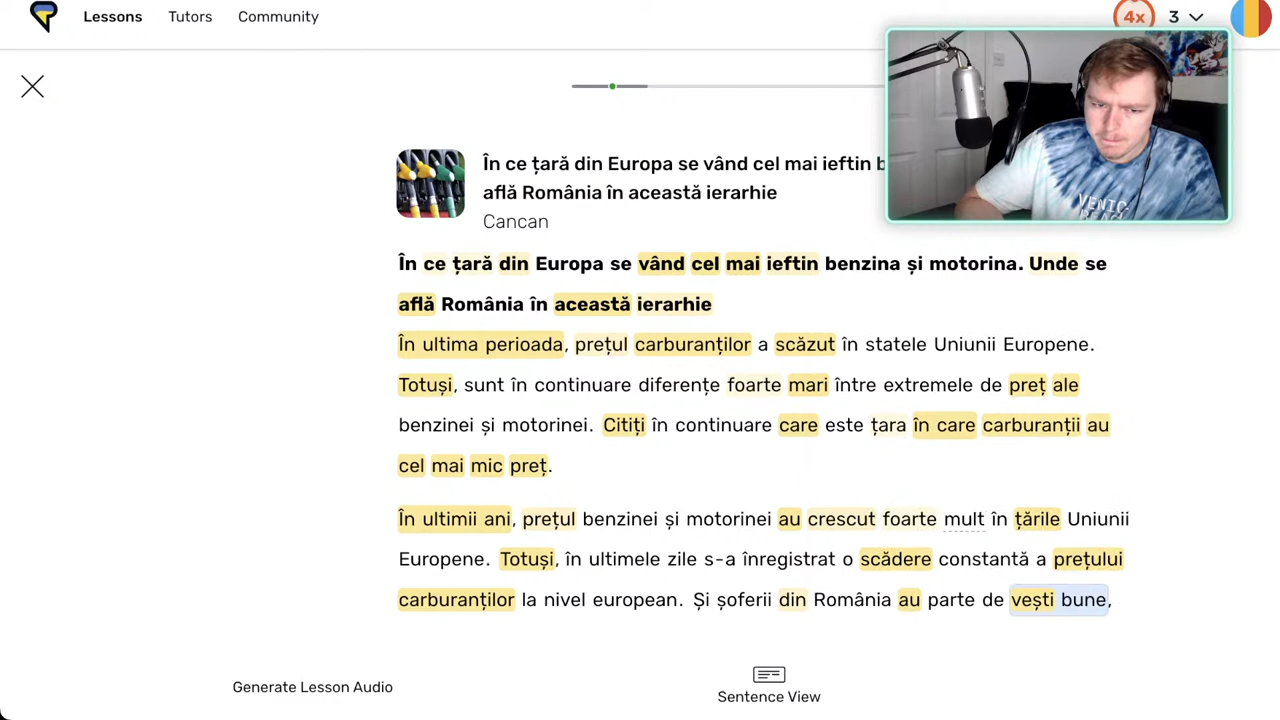 Lessons Tutors Community 4x 3
În ce țară din Europa se vând cel mai ieftin
află România în această ierarhie
Cancan
În ce țară din Europa se vând cel mai ieftin benzina și motorina. Unde se
află România în această ierarhie
În ultima perioada, prețul carburanților a scăzut în statele Uniunii Europene.
Totuși, sunt în continuare diferențe foarte mari între extremele de preț ale
benzinei și motorinei. Citiți în continuare care este țara în care carburanții au
cel mai mic preț.
În ultimii ani, prețul benzinei și motorinei au crescut foarte mult în țările Uniunii
Europene. Totuși, în ultimele zile s-a înregistrat o scădere constantă a prețului
carburanților la nivel european. Și șoferii din România au parte de vești bune,
Generate Lesson Audio
Sentence View